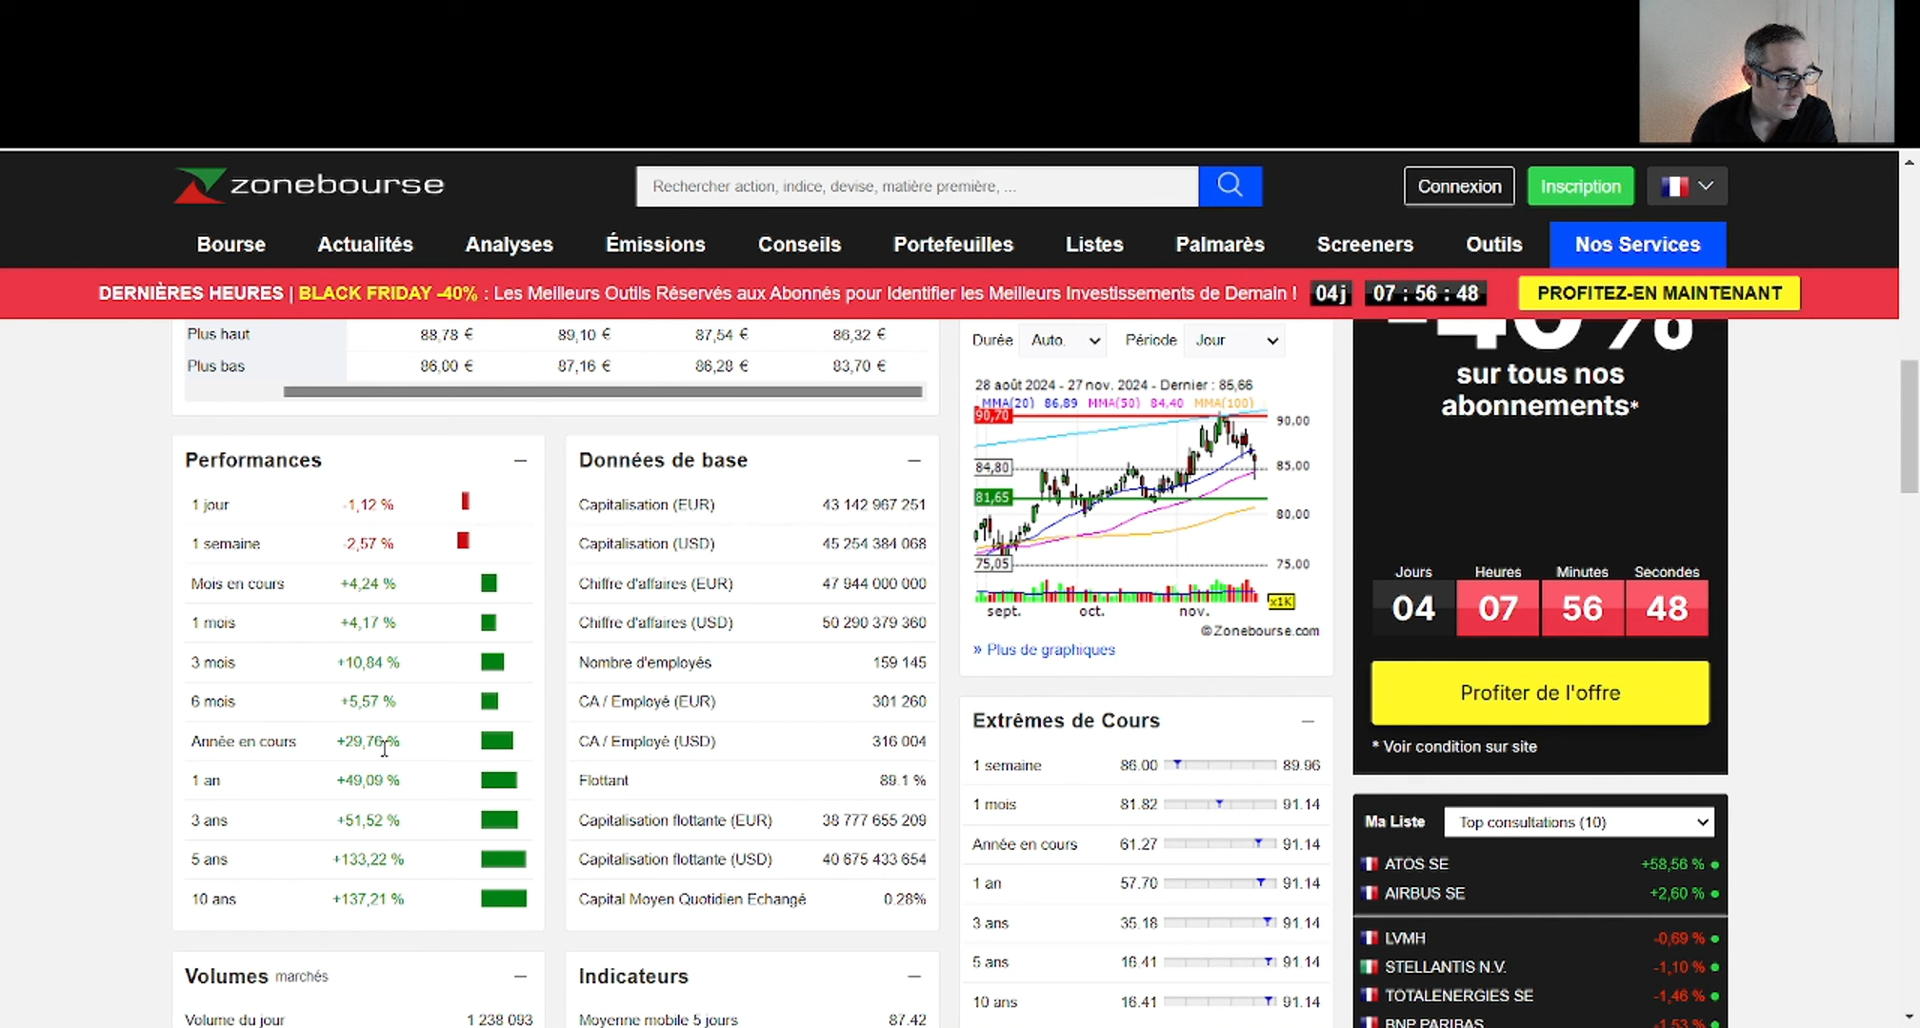 zonebourse
Rechercher action, indice, devise, matière première, ...
Connexion
Inscription
Bourse Actualités Analyses Émissions Conseils Portefeuilles Listes Palmarès Screeners Outils Nos Services
DERNIÈRES HEURES | BLACK FRIDAY -40% : Les Meilleurs Outils Réservés aux Abonnés pour Identifier les Meilleurs Investissements de Demain ! 04j 07 : 56 : 48 PROFITEZ-EN MAINTENANT
Plus haut 88,78 € 89,10 € 87,54 € 86,32 €
Plus bas 86,00 € 87,16 € 86,28 € 83,70 €
Performances
1 jour -1,12 %
1 semaine -2,57 %
Mois en cours +4,24 %
1 mois +4,17 %
3 mois +10,84 %
6 mois +5,57 %
Année en cours +29,76 %
1 an +49,09 %
3 ans +51,52 %
5 ans +133,22 %
10 ans +137,21 %
Volumes marchés
Volume du jour 1 238 093
Données de base
Capitalisation (EUR) 43 142 967 251
Capitalisation (USD) 45 254 384 068
Chiffre d'affaires (EUR) 47 944 000 000
Chiffre d'affaires (USD) 50 290 379 360
Nombre d'employés 159 145
CA / Employé (EUR) 301 260
CA / Employé (USD) 316 004
Flottant 89.1 %
Capitalisation flottante (EUR) 38 777 655 209
Capitalisation flottante (USD) 40 675 433 654
Capital Moyen Quotidien Echangé 0.28%
Indicateurs
Moyenne mobile 5 jours 87.42
Durée Auto. Période Jour
28 août 2024 - 27 nov. 2024 - Dernier : 85,66
MMA(20) 86,89 MMA(50) 84,40 MMA(100)
90,70
90.00
84,80
85.00
81,65
80.00
75,05
75.00
x1K
sept. oct. nov.
©Zonebourse.com
» Plus de graphiques
Extrêmes de Cours
1 semaine 86.00 89.96
1 mois 81.82 91.14
Année en cours 61.27 91.14
1 an 57.70 91.14
3 ans 35.18 91.14
5 ans 16.41 91.14
10 ans 16.41 91.14
-40%
sur tous nos
abonnements*
Jours Heures Minutes Secondes
04 07 56 48
Profiter de l'offre
* Voir condition sur site
Ma Liste Top consultations (10)
ATOS SE +58,56 %
AIRBUS SE +2,60 %
LVMH -0,69 %
STELLANTIS N.V. -1,10 %
TOTALENERGIES SE -1,46 %
BNP PARIBAS -1,53 %